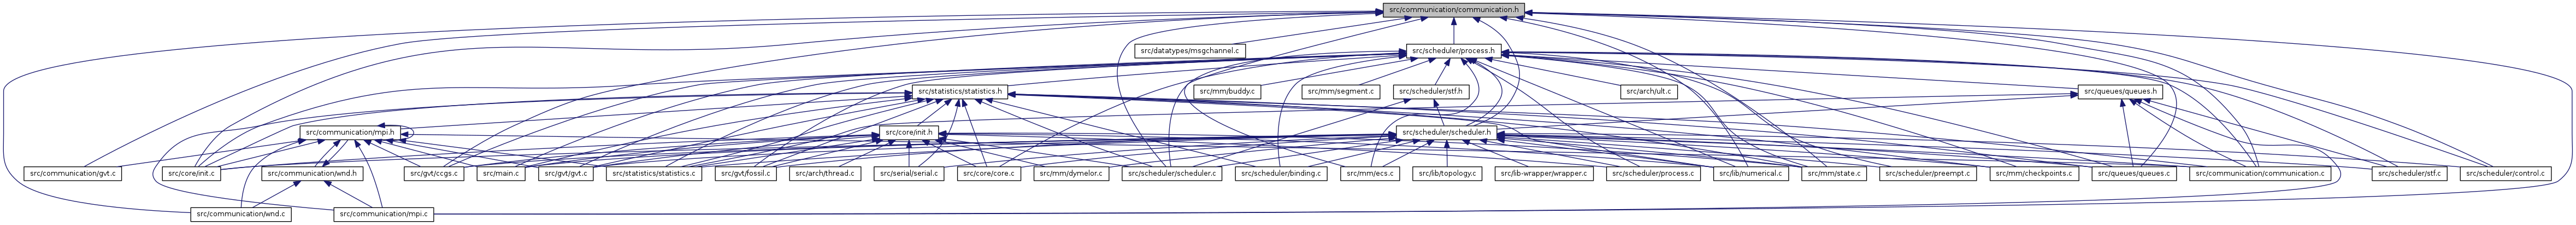 src/communication/communication.h
src/datatypes/msgchannel.c
src/scheduler/process.h
src/statistics/statistics.h
src/mm/buddy.c
src/mm/segment.c
src/scheduler/stf.h
src/arch/ult.c
src/queues/queues.h
src/communication/mpi.h
src/core/init.h
src/scheduler/scheduler.h
src/communication/gvt.c
src/core/init.c
src/communication/wnd.h
src/gvt/ccgs.c
src/main.c
src/gvt/gvt.c
src/statistics/statistics.c
src/gvt/fossil.c
src/arch/thread.c
src/serial/serial.c
src/core/core.c
src/mm/dymelor.c
src/scheduler/scheduler.c
src/scheduler/binding.c
src/mm/ecs.c
src/lib/topology.c
src/lib-wrapper/wrapper.c
src/scheduler/process.c
src/lib/numerical.c
src/mm/state.c
src/scheduler/preempt.c
src/mm/checkpoints.c
src/queues/queues.c
src/communication/communication.c
src/scheduler/stf.c
src/scheduler/control.c
src/communication/wnd.c
src/communication/mpi.c